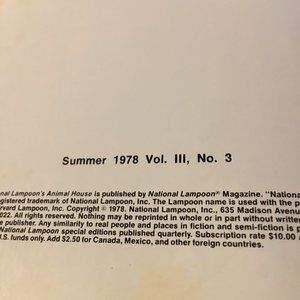 Summer 1978 Vol. III, No. 3
onal Lampoon's Animal House is published by National Lampoon® Magazine. "Nationa
egistered trademark of National Lampoon, Inc. The Lampoon name is used with the p
arvard Lampoon, Inc. Copyright © 1978. National Lampoon, Inc., 635 Madison Avenue
022. All rights reserved. Nothing may be reprinted in whole or in part without writte
e publisher. Any similarity to real people and places in fiction and semi-fiction is p
National Lampoon special editions published quarterly. Subscription rate $10.00
.S. funds only. Add $2.50 for Canada, Mexico, and other foreign countries.